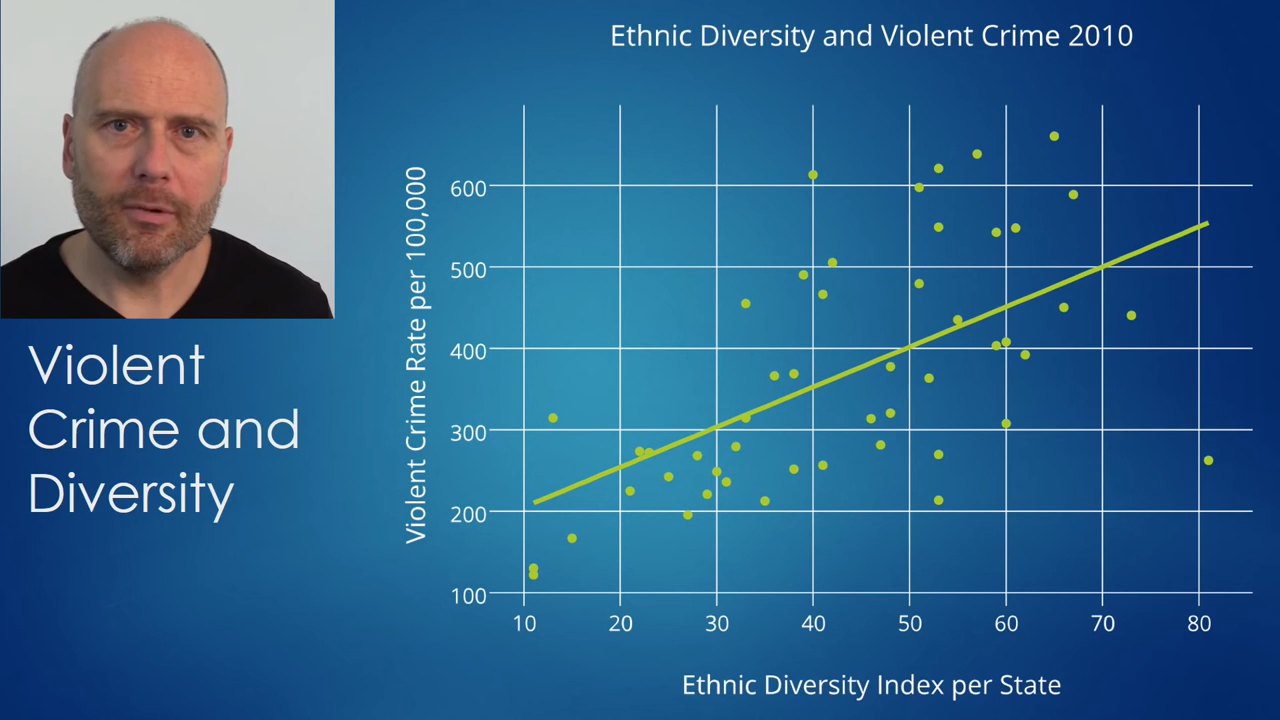 Ethnic Diversity and Violent Crime 2010
Violent
Crime and
Diversity
Violent Crime Rate per 100,000
600
500
400
300
200
100
10 20 30 40 50 60 70 80
Ethnic Diversity Index per State